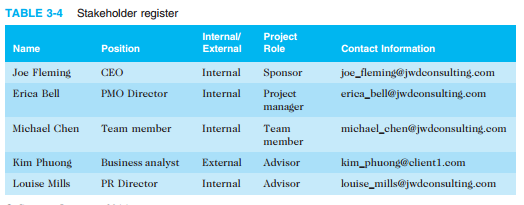 TABLE 3-4 Stakeholder register
Name Position Internal/ External Project Role Contact Information
Joe Fleming CEO Internal Sponsor joe_fleming@jwdconsulting.com
Erica Bell PMO Director Internal Project manager erica_bell@jwdconsulting.com
Michael Chen Team member Internal Team member michael_chen@jwdconsulting.com
Kim Phuong Business analyst External Advisor kim_phuong@client1.com
Louise Mills PR Director Internal Advisor louise_mills@jwdconsulting.com